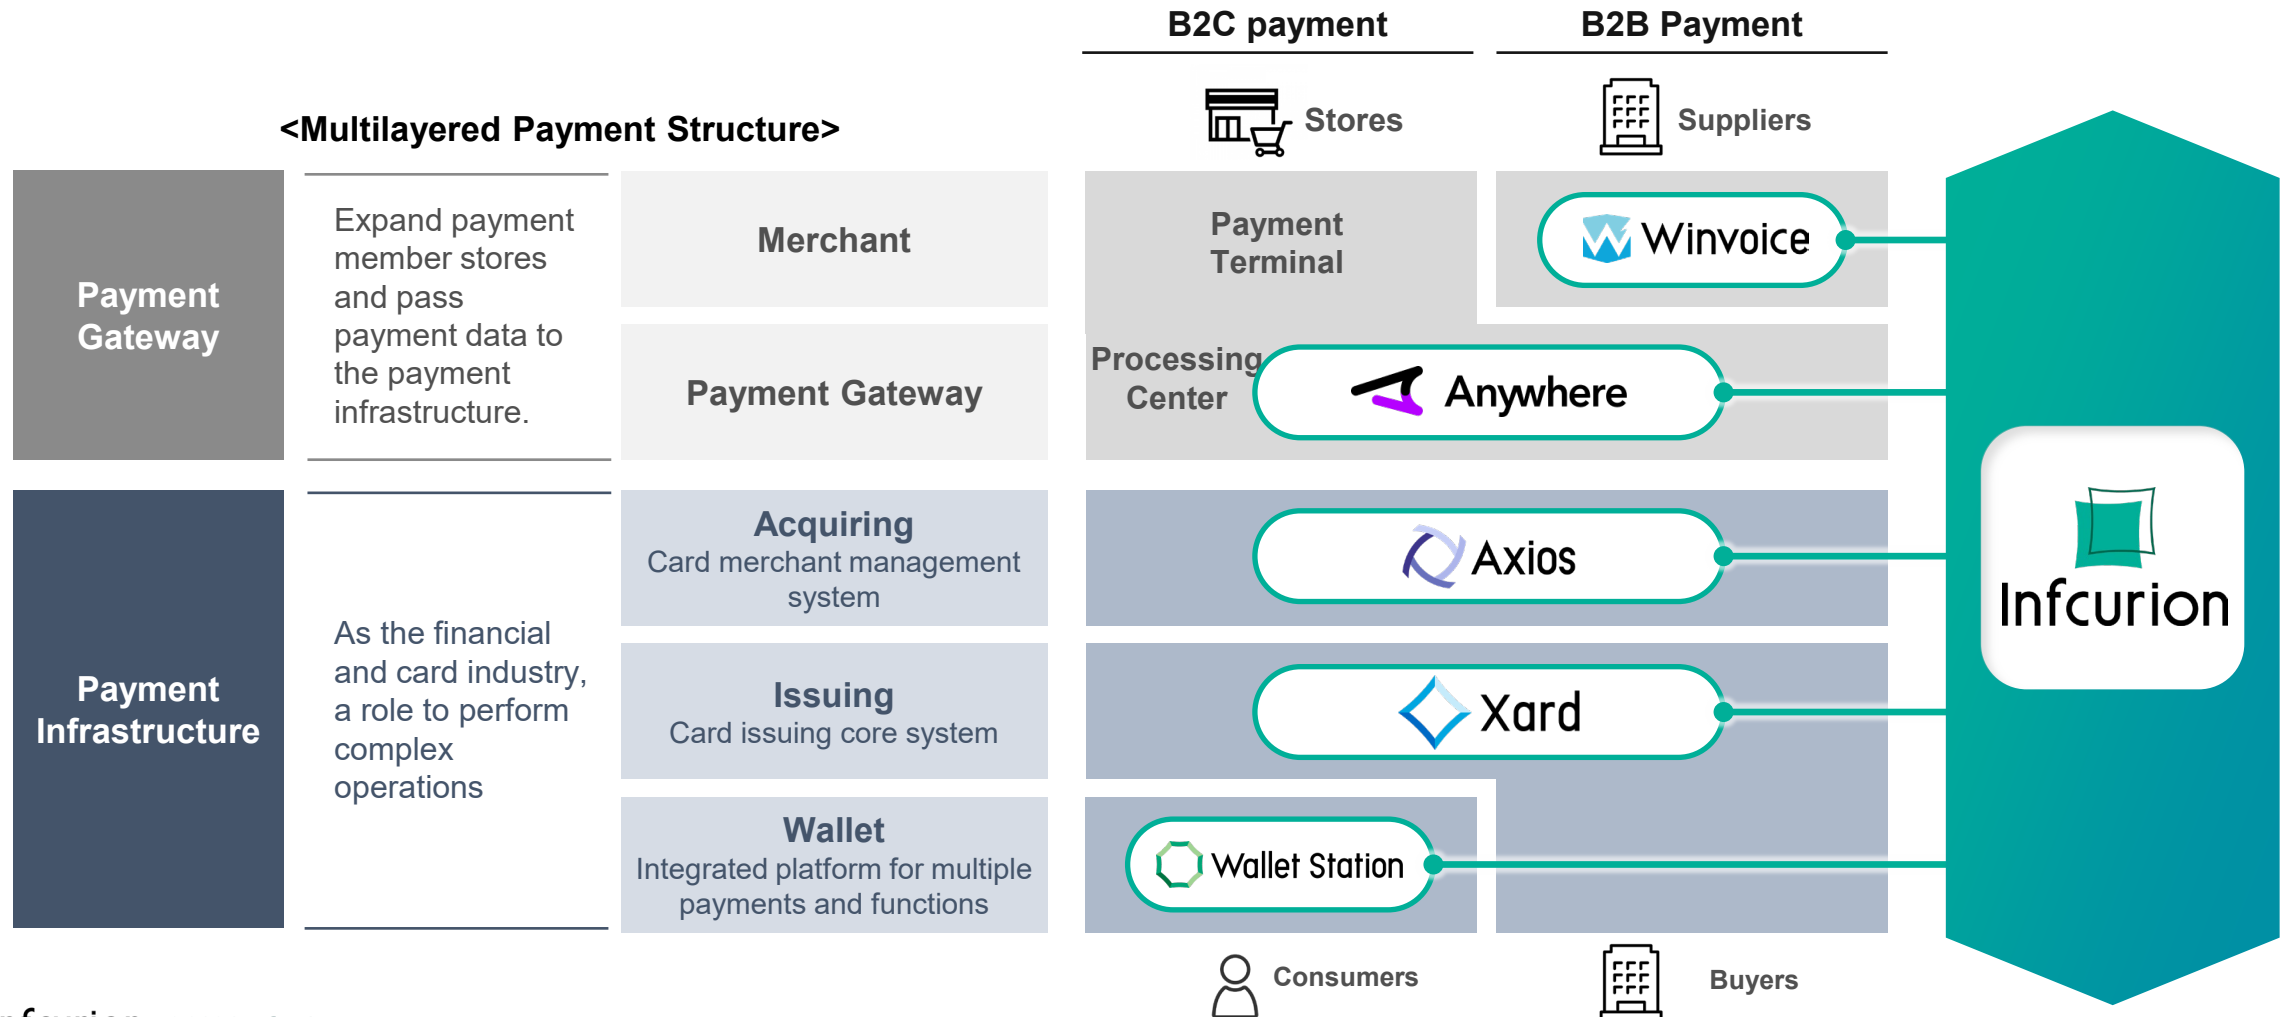 B2C payment
B2B Payment
Stores
Suppliers
<Multilayered Payment Structure>
Payment
Gateway
Expand payment
member stores
and pass
payment data to
the payment
infrastructure.
Merchant
Payment
Terminal
Winvoice
Payment Gateway
Processing
Center
Anywhere
Payment
Infrastructure
As the financial
and card industry,
a role to perform
complex
operations
Acquiring
Card merchant management
system
Axios
Issuing
Card issuing core system
Xard
Wallet
Integrated platform for multiple
payments and functions
Wallet Station
Infcurion
Consumers
Buyers